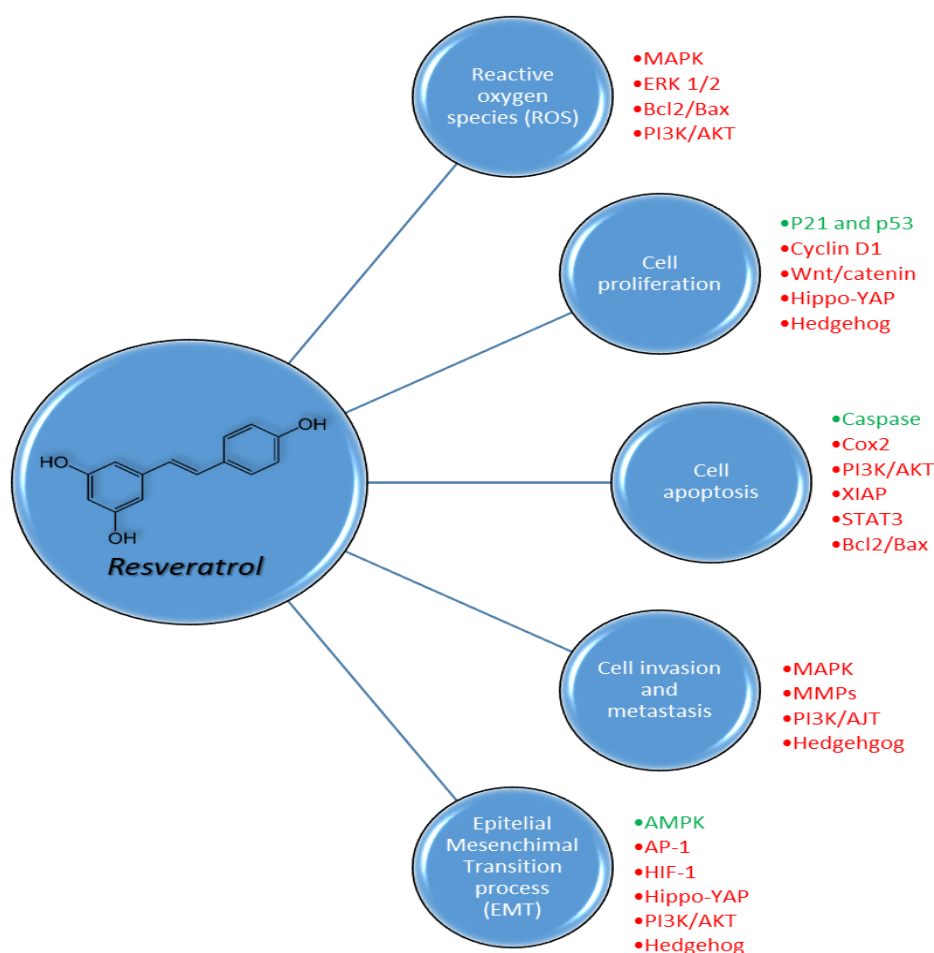 Reactive
oxygen
species (ROS)
•MAPK
•ERK 1/2
•Bcl2/Bax
•PI3K/AKT
Cell
proliferation
•P21 and p53
•Cyclin D1
•Wnt/catenin
•Hippo-YAP
•Hedgehog
OH
HO
OH
Resveratrol
Cell
apoptosis
•Caspase
•Cox2
•PI3K/AKT
•XIAP
•STAT3
•Bcl2/Bax
Cell invasion
and
metastasis
•MAPK
•MMPs
•PI3K/AJT
•Hedgehgog
Epitelial
Mesenchimal
Transition
process
(EMT)
•AMPK
•AP-1
•HIF-1
•Hippo-YAP
•PI3K/AKT
•Hedgehog